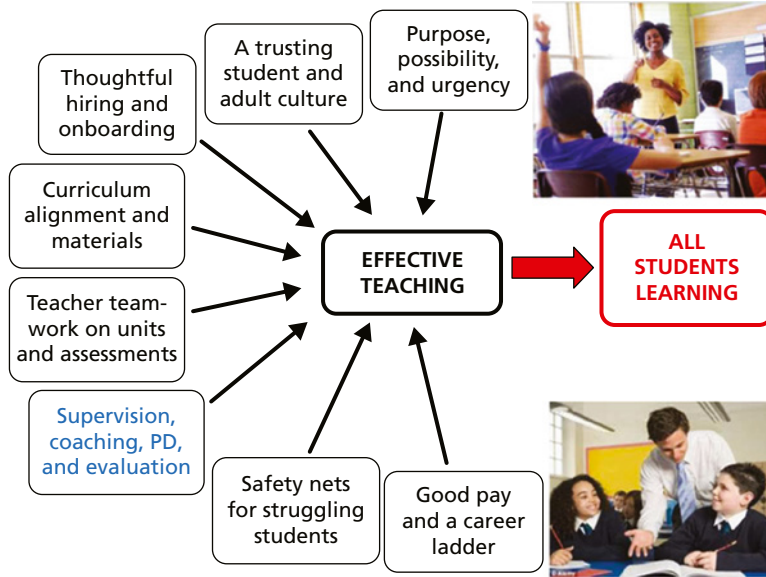 Purpose,
possibility,
and urgency
A trusting
student and
adult culture
Thoughtful
hiring and
onboarding
Curriculum
alignment and
materials
Teacher team-
work on units
and assessments
Supervision,
coaching, PD,
and evaluation
Safety nets
for struggling
students
Good pay
and a career
ladder
EFFECTIVE
TEACHING
ALL
STUDENTS
LEARNING